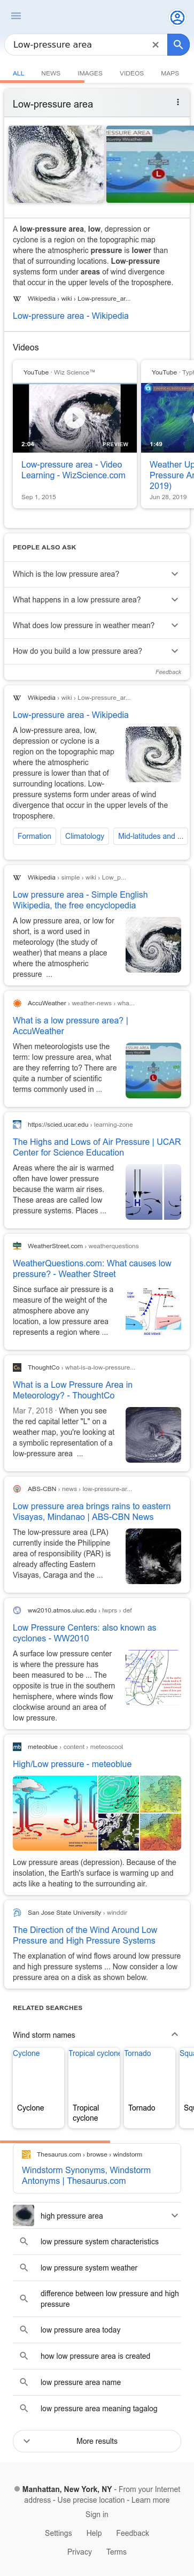 Low-pressure area
ALL NEWS IMAGES VIDEOS MAPS
Low-pressure area
A low-pressure area, low, depression or
cyclone is a region on the topographic map
where the atmospheric pressure is lower than
that of surrounding locations. Low-pressure
systems form under areas of wind divergence
that occur in the upper levels of the troposphere.
Wikipedia › wiki › Low-pressure_ar...
Low-pressure area - Wikipedia
Videos
YouTube · Wiz Science™
2:04 PREVIEW
Low-pressure area - Video
Learning - WizScience.com
Sep 1, 2015
YouTube
1:49
Weather Up
Pressure
2019)
Jun 28, 2019
PEOPLE ALSO ASK
Which is the low pressure area?
What happens in a low pressure area?
What does low pressure in weather mean?
How do you build a low pressure area?
Feedback
Wikipedia › wiki › Low-pressure_ar...
Low-pressure area - Wikipedia
A low-pressure area, low,
depression or cyclone is a
region on the topographic map
where the atmospheric
pressure is lower than that of
surrounding locations. Low-
pressure systems form under areas of wind
divergence that occur in the upper levels of the
troposphere.
Formation Climatology Mid-latitudes and ...
Wikipedia › simple › wiki › Low_p...
Low pressure area - Simple English
Wikipedia, the free encyclopedia
A low pressure area, or low for
short, is a word used in
meteorology (the study of
weather) that means a place
where the atmospheric
pressure ...
AccuWeather › weather-news › wha...
What is a low pressure area? |
AccuWeather
When meteorologists use the
term: low pressure area, what
are they referring to? There are
quite a number of scientific
terms commonly used in ...
https://scied.ucar.edu › learning-zone
The Highs and Lows of Air Pressure | UCAR
Center for Science Education
Areas where the air is warmed
often have lower pressure
because the warm air rises.
These areas are called low
pressure systems. Places ...
H
WeatherStreet.com › weatherquestions
WeatherQuestions.com: What causes low
pressure? - Weather Street
Since surface air pressure is a
measure of the weight of the
atmosphere above any
location, a low pressure area
represents a region where ...
TOP
VIEW
SIDE VIEWS
ThoughtCo › what-is-a-low-pressure...
What is a Low Pressure Area in
Meteorology? - ThoughtCo
Mar 7, 2018 · When you see
the red capital letter "L" on a
weather map, you're looking at
a symbolic representation of a
low-pressure area ...
ABS-CBN › news › low-pressure-ar...
Low pressure area brings rains to eastern
Visayas, Mindanao | ABS-CBN News
The low-pressure area (LPA)
currently inside the Philippine
area of responsibility (PAR) is
already affecting Eastern
Visayas, Caraga and the ...
ww2010.atmos.uiuc.edu › lwprs › def
Low Pressure Centers: also known as
cyclones - WW2010
A surface low pressure center
is where the pressure has
been measured to be ... The
opposite is true in the southern
hemisphere, where winds flow
clockwise around an area of
low pressure.
meteoblue › content › meteoscool
High/Low pressure - meteoblue
Low pressure areas (depression). Because of the
insolation, the Earth's surface is warming up and
acts like a heating to the surrounding air.
San Jose State University › winddir
The Direction of the Wind Around Low
Pressure and High Pressure Systems
The explanation of wind flows around low pressure
and high pressure systems ... Now consider a low
pressure area on a disk as shown below.
RELATED SEARCHES
Wind storm names
Cyclone Tropical cyclone Tornado
Cyclone Tropical cyclone Tornado
Thesaurus.com › browse › windstorm
Windstorm Synonyms, Windstorm
Antonyms | Thesaurus.com
high pressure area
low pressure system characteristics
low pressure system weather
difference between low pressure and high
pressure
low pressure area today
how low pressure area is created
low pressure area name
low pressure area meaning tagalog
More results
Manhattan, New York, NY - From your Internet
address - Use precise location - Learn more
Sign in
Settings Help Feedback
Privacy Terms